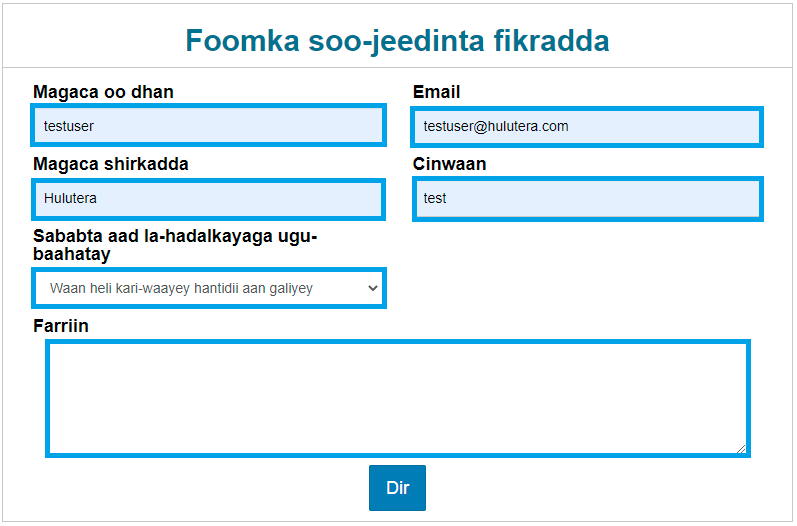 Foomka soo-jeedinta fikradda
Magaca oo dhan
testuser
Email
testuser@hulutera.com
Magaca shirkadda
Hulutera
Cinwaan
test
Sababta aad la-hadalkayaga ugu-
baahatay
Waan heli kari-waayey hantidii aan galiyey
Farriin
Dir